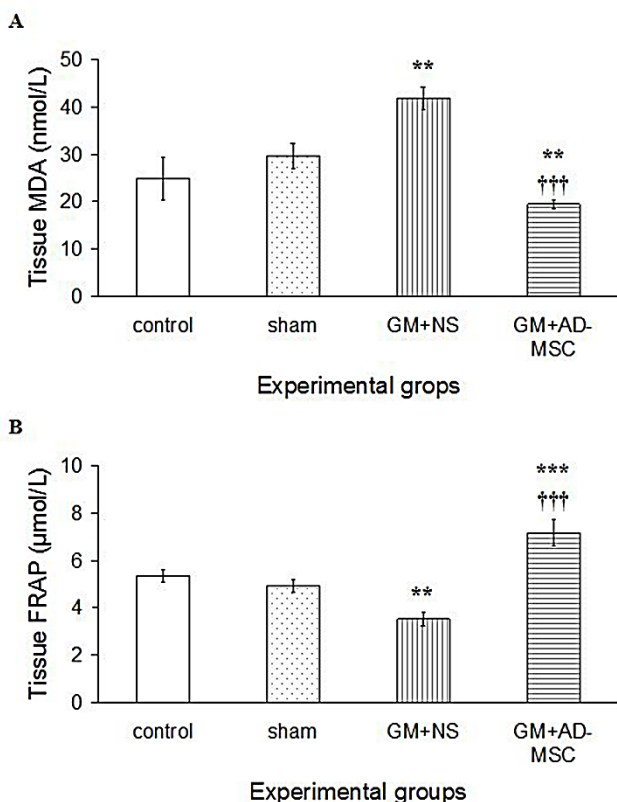 A
Tissue MDA (nmol/L)
50
40
30
20
10
0
**
**
†††
control sham GM+NS GM+AD-
MSC
Experimental grops
B
Tissue FRAP (µmol/L)
10
8
6
4
2
0
***
†††
**
control sham GM+NS GM+AD-
MSC
Experimental groups